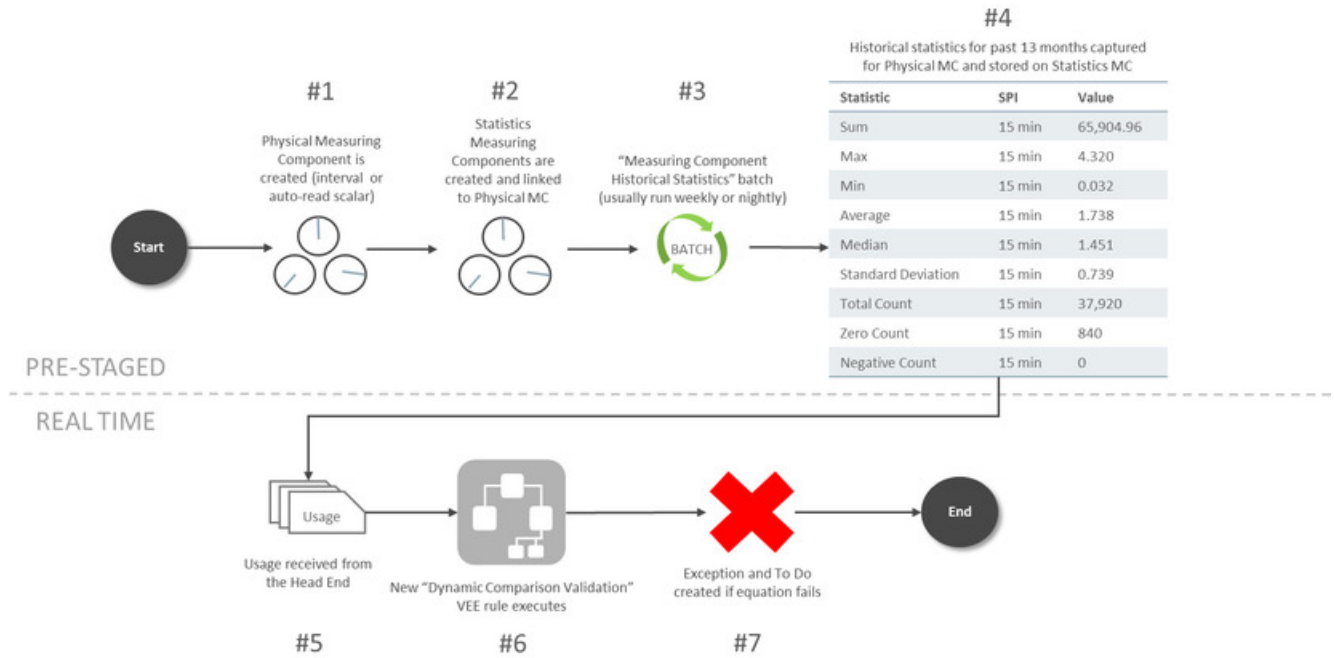 #4
Historical statistics for past 13 months captured
for Physical MC and stored on Statistics MC
#1
Physical Measuring
Component is
created (interval or
auto-read scalar)
#2
Statistics
Measuring
Components are
created and linked
to Physical MC
#3
“Measuring Component
Historical Statistics” batch
(usually run weekly or nightly)
Start
BATCH
Statistic SPI Value
Sum 15 min 65,904.96
Max 15 min 4.320
Min 15 min 0.032
Average 15 min 1.738
Median 15 min 1.451
Standard Deviation 15 min 0.739
Total Count 15 min 37,920
Zero Count 15 min 840
Negative Count 15 min 0
PRE-STAGED
REAL TIME
Usage
Usage received from
the Head End
#5
New “Dynamic Comparison Validation”
VEE rule executes
#6
Exception and To Do
created if equation fails
#7
End